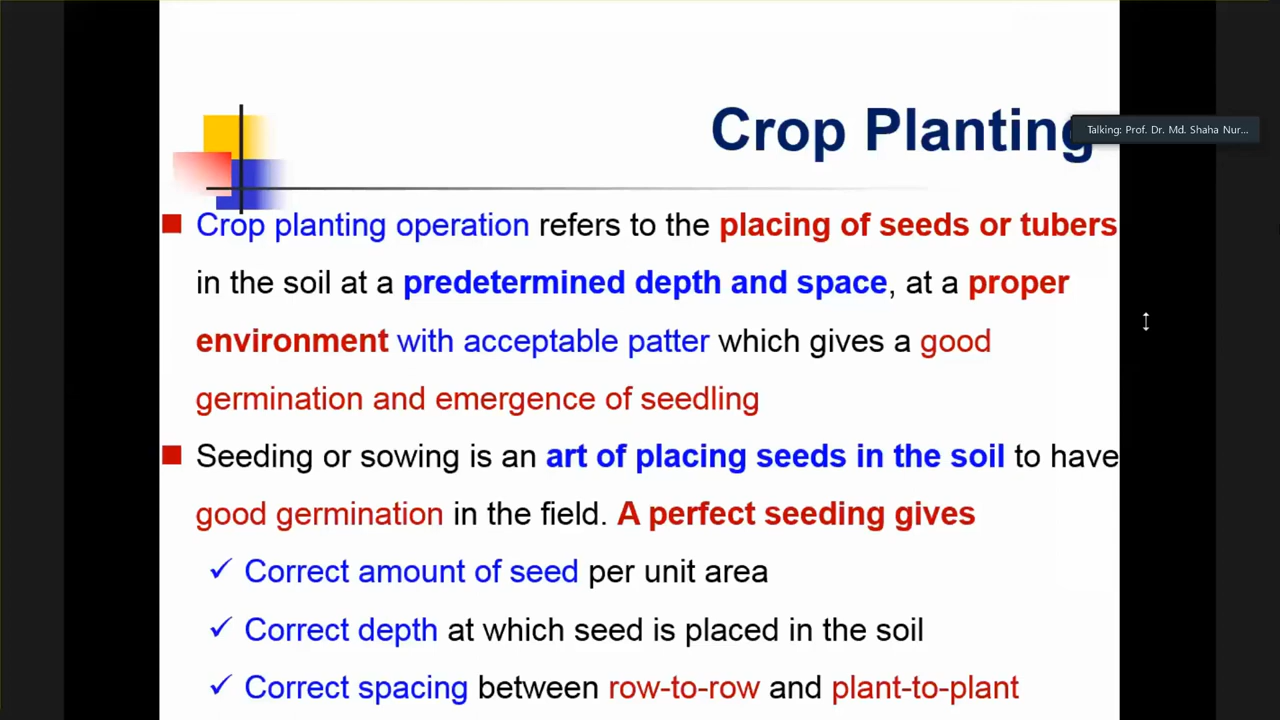 Crop Planting
Talking: Prof. Dr. Md. Shaha Nur...
Crop planting operation refers to the placing of seeds or tubers
in the soil at a predetermined depth and space, at a proper
environment with acceptable patter which gives a good
germination and emergence of seedling
Seeding or sowing is an art of placing seeds in the soil to have
good germination in the field. A perfect seeding gives
✓ Correct amount of seed per unit area
✓ Correct depth at which seed is placed in the soil
✓ Correct spacing between row-to-row and plant-to-plant